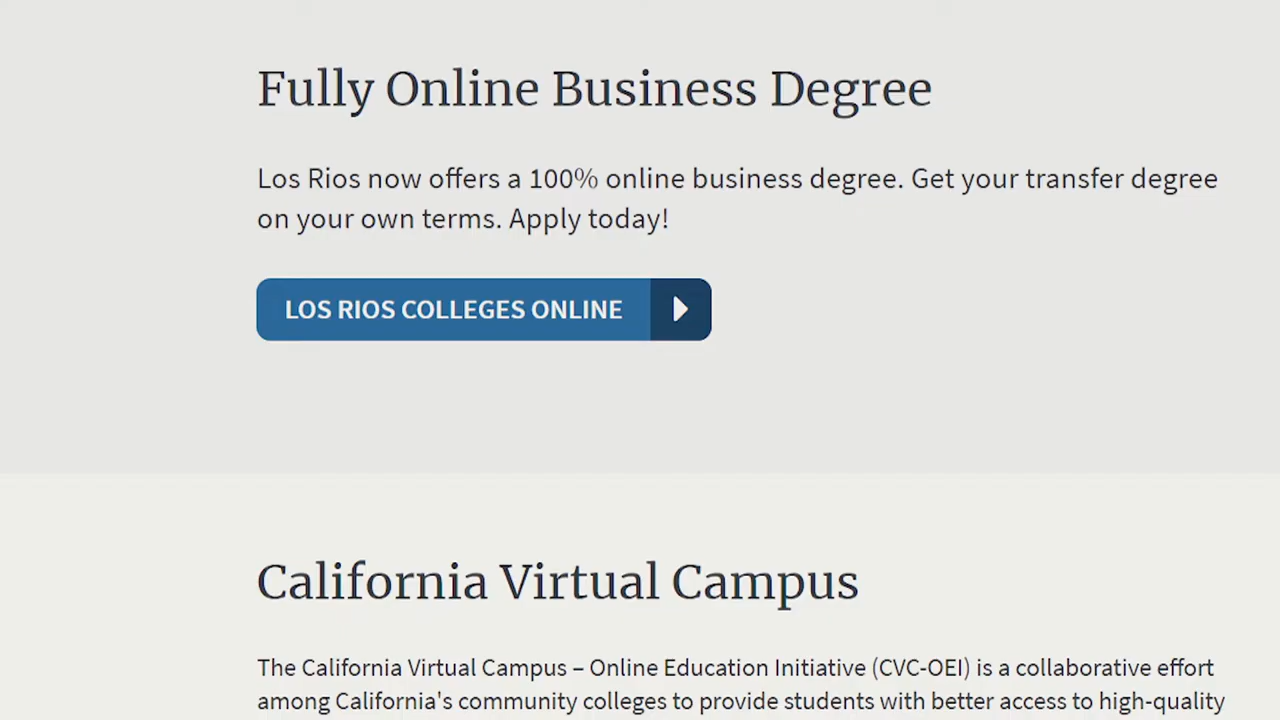 Fully Online Business Degree
Los Rios now offers a 100% online business degree. Get your transfer degree
on your own terms. Apply today!
LOS RIOS COLLEGES ONLINE
California Virtual Campus
The California Virtual Campus – Online Education Initiative (CVC-OEI) is a collaborative effort
among California's community colleges to provide students with better access to high-quality